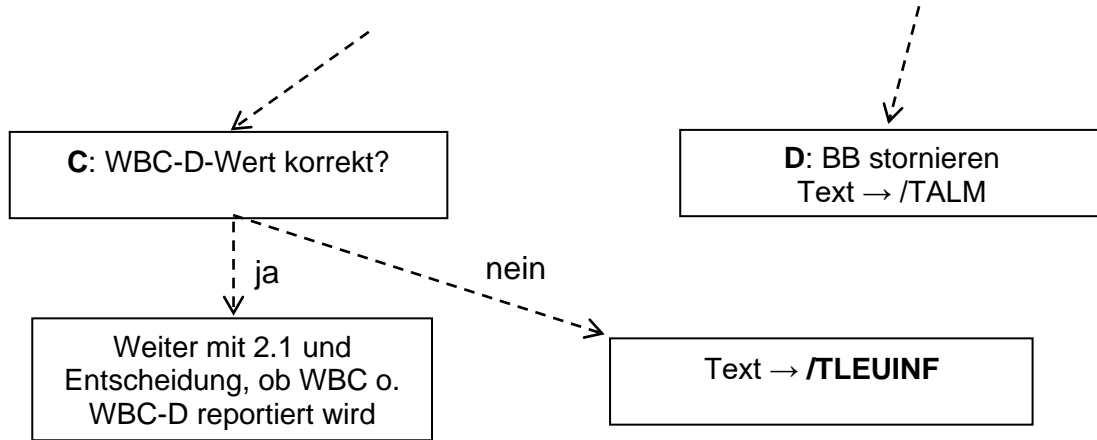 C: WBC-D-Wert korrekt?
D: BB stornieren
Text → /TALM
ja
nein
Weiter mit 2.1 und
Entscheidung, ob WBC o.
WBC-D reportiert wird
Text → /TLEUINF